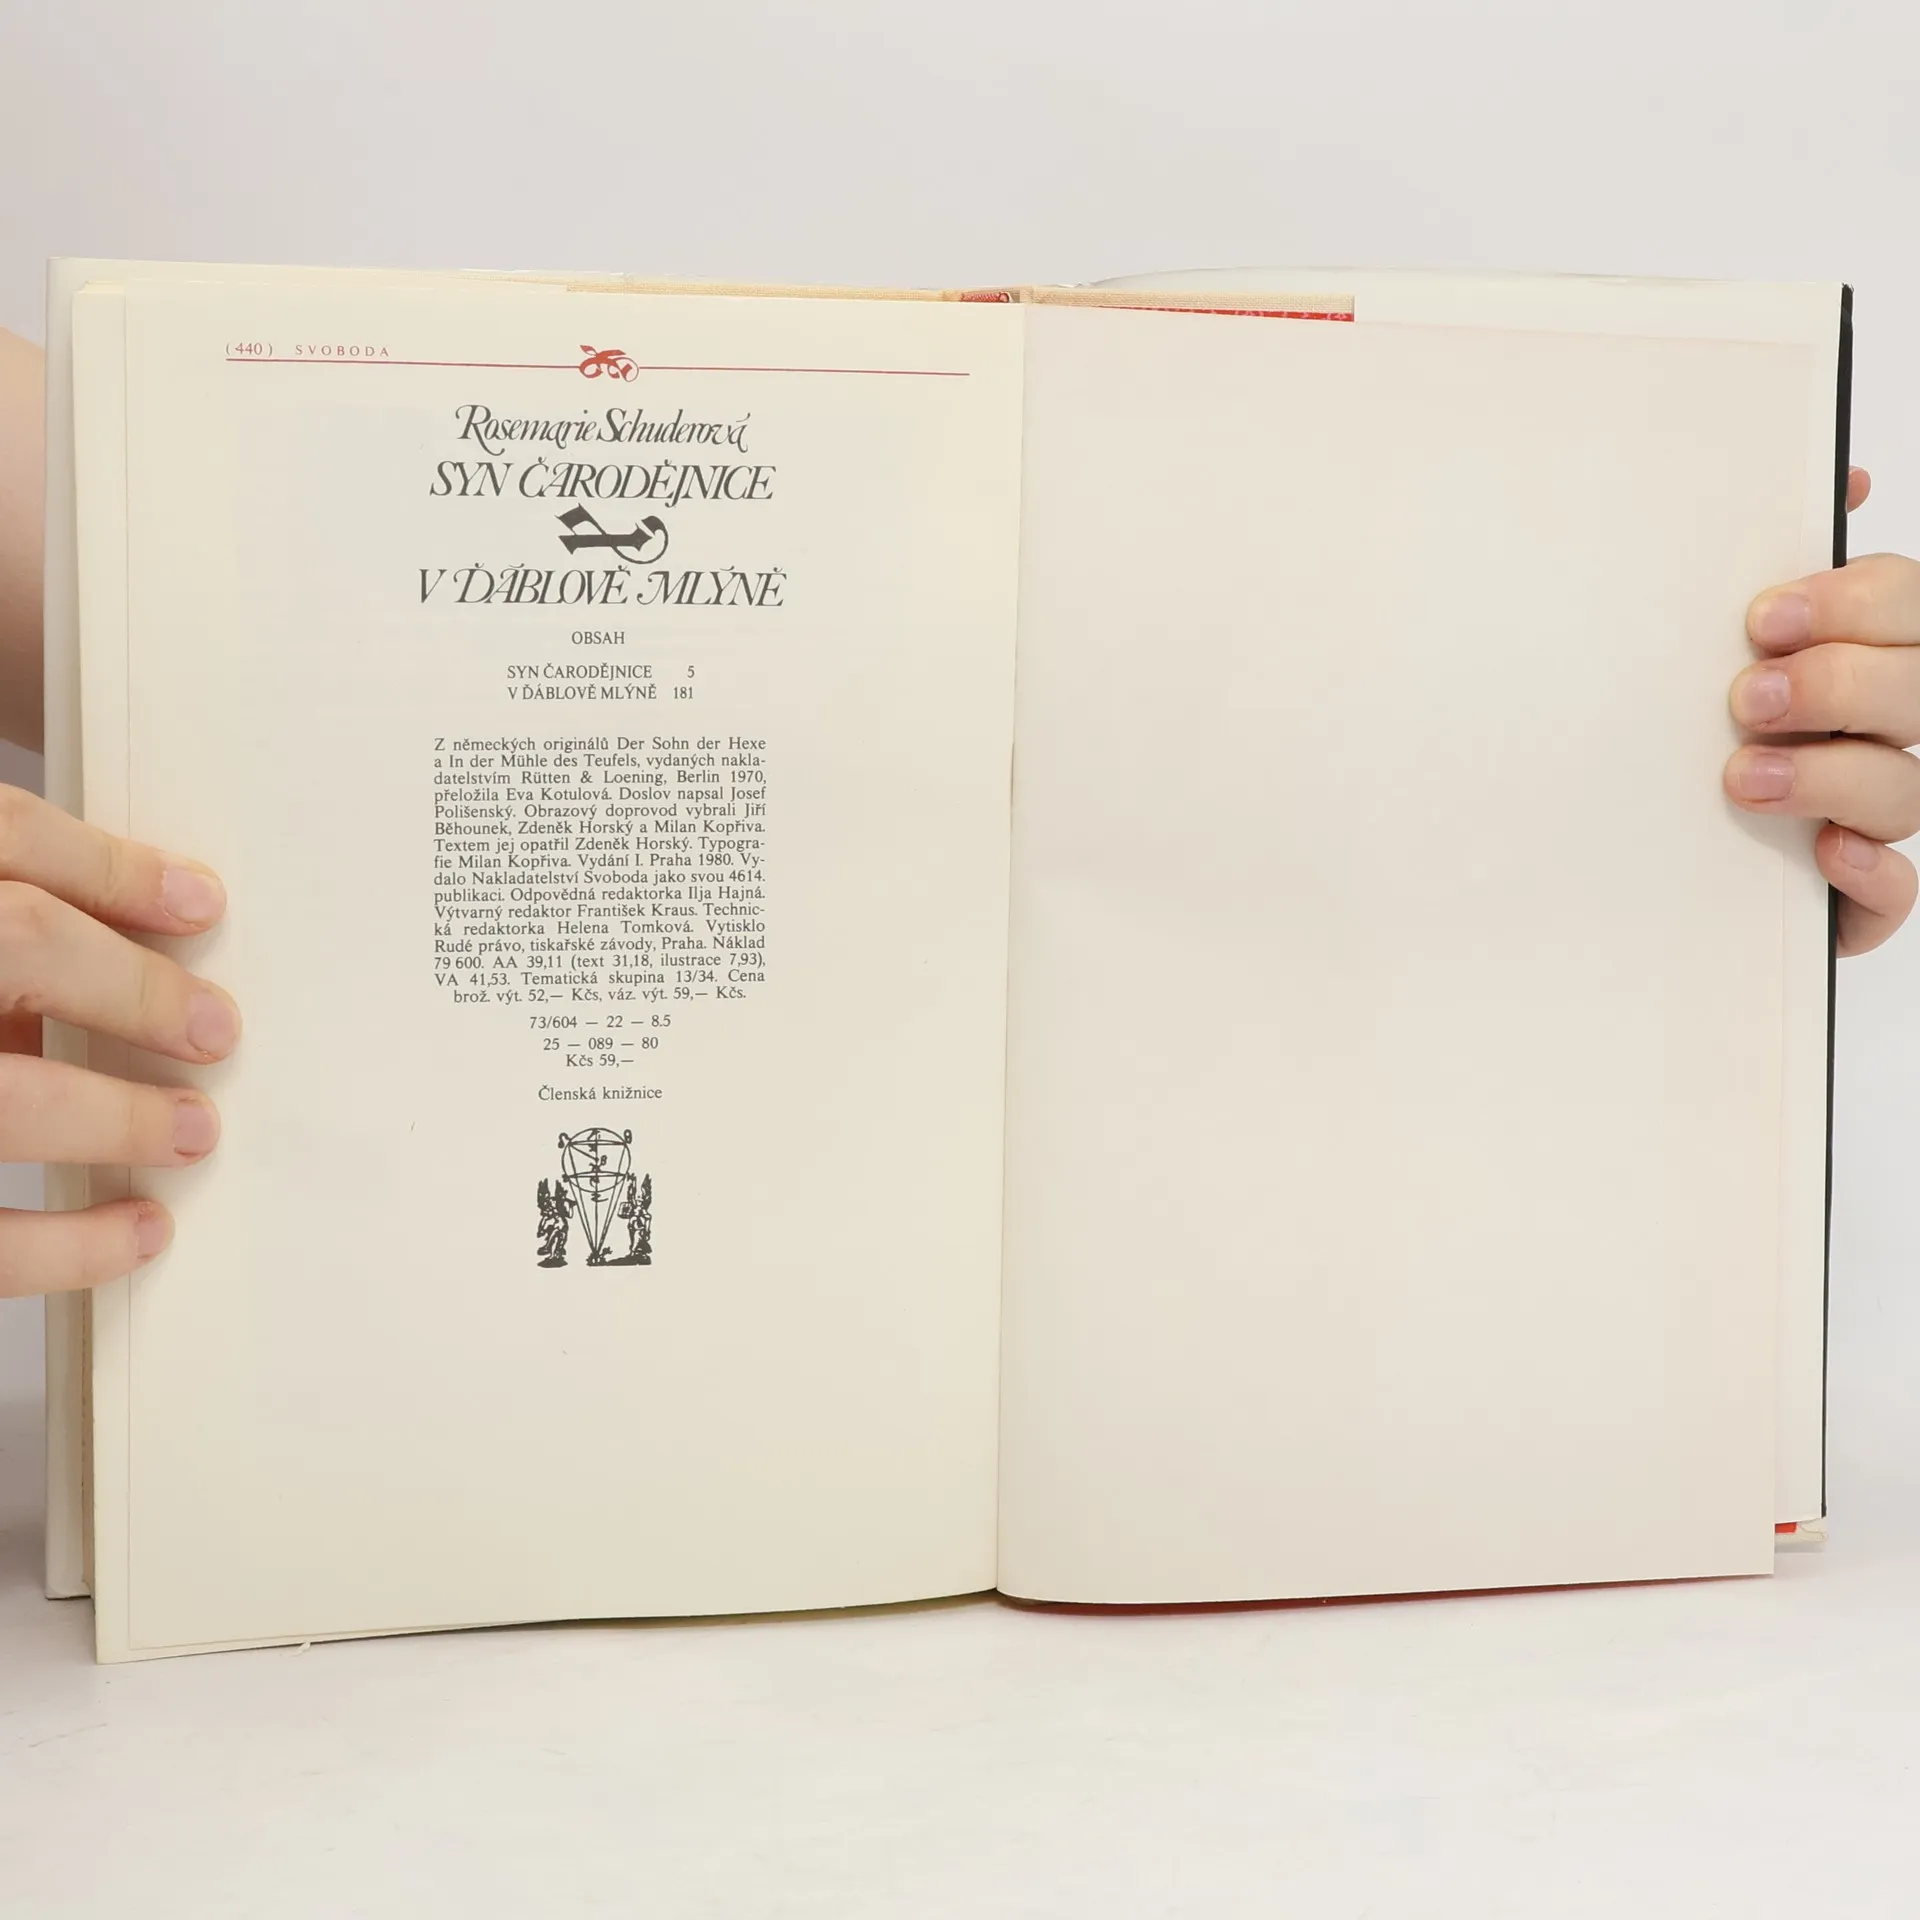 (440) SVOBODA
Rosemarie Schuderová
SYN ČARODĚJNICE
V ĎÁBLOVĚ MLÝNĚ
OBSAH
SYN ČARODĚJNICE 5
V ĎÁBLOVĚ MLÝNĚ 181
Z německých originálů Der Sohn der Hexe
a In der Mühle des Teufels, vydaných nakla-
datelstvím Rütten & Loening, Berlin 1970,
přeložila Eva Kotulová. Doslov napsal Josef
Polišenský. Obrazový doprovod vybrali Jiří
Běhounek, Zdeněk Horský a Milan Kopřiva.
Textem jej opatřil Zdeněk Horský. Typogra-
fie Milan Kopřiva. Vydání I. Praha 1980. Vy-
dalo Nakladatelství Svoboda jako svou 4614.
publikaci. Odpovědná redaktorka Ilja Hajná.
Výtvarný redaktor František Kraus. Technic-
ká redaktorka Helena Tomková. Vytisklo
Rudé právo, tiskařské závody, Praha. Náklad
79 600. AA 39,11 (text 31,18, ilustrace 7,93),
VA 41,53. Tematická skupina 13/34. Cena
brož. výt. 52,— Kčs, váz. výt. 59,— Kčs.
73/604 — 22 — 8.5
25 — 089 — 80
Kčs 59,—
Členská knižnice